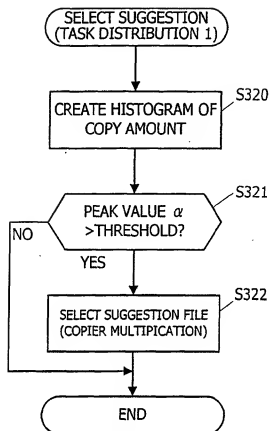 SELECT SUGGESTION
(TASK DISTRIBUTION 1)
S320
CREATE HISTOGRAM OF
COPY AMOUNT
S321
PEAK VALUE α
>THRESHOLD?
NO
YES
S322
SELECT SUGGESTION FILE
(COPIER MULTIPICATION)
END